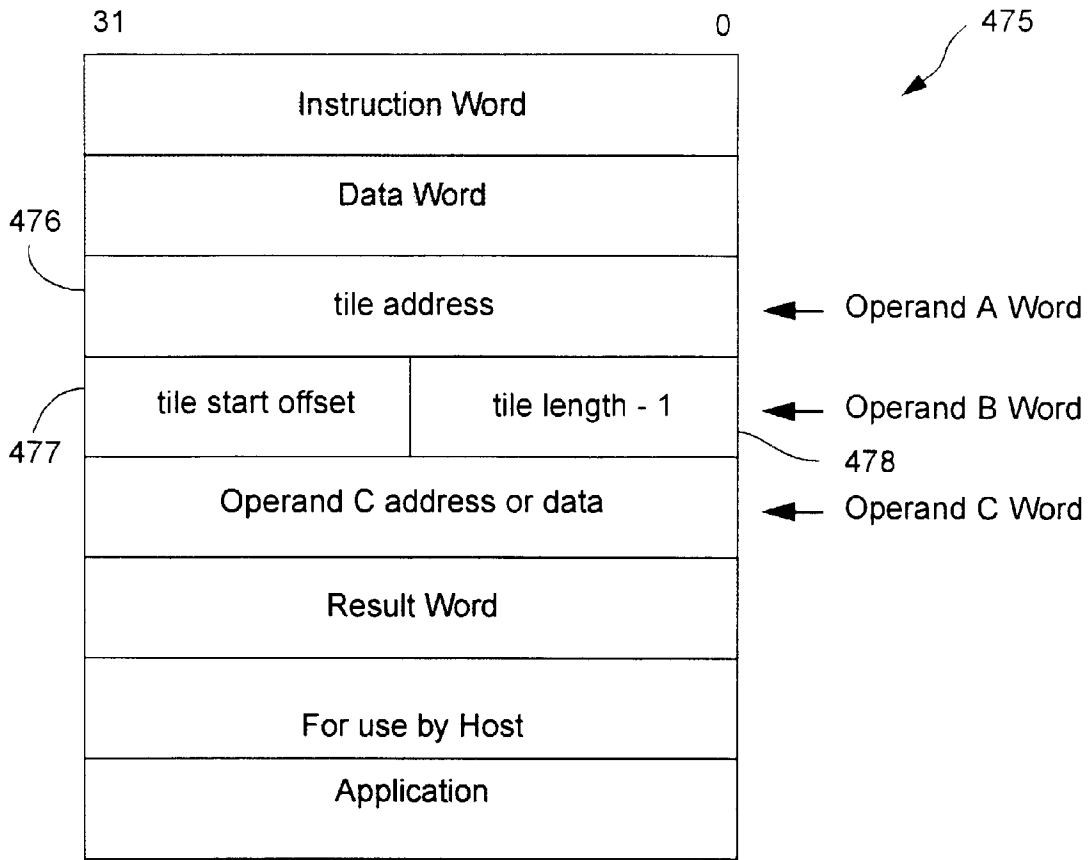 31 0 475
Instruction Word
Data Word
476
tile address Operand A Word
tile start offset tile length - 1 Operand B Word
477 478
Operand C address or data Operand C Word
Result Word
For use by Host
Application